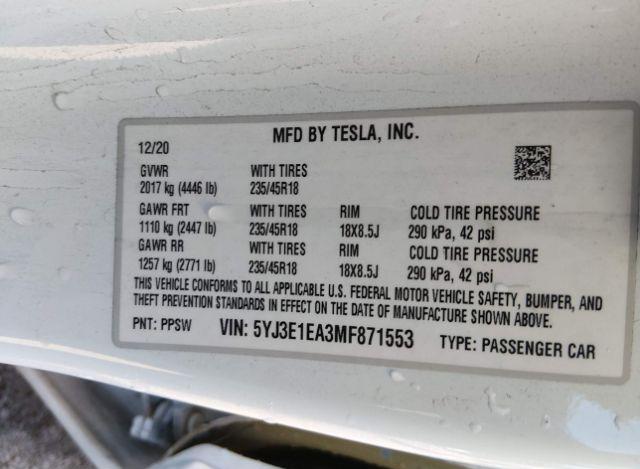 MFD BY TESLA, INC.
12/20
GVWR WITH TIRES
2017 kg (4446 lb) 235/45R18
GAWR FRT WITH TIRES RIM COLD TIRE PRESSURE
1110 kg (2447 lb) 235/45R18 18X8.5J 290 kPa, 42 psi
GAWR RR WITH TIRES RIM COLD TIRE PRESSURE
1257 kg (2771 lb) 235/45R18 18X8.5J 290 kPa, 42 psi
THIS VEHICLE CONFORMS TO ALL APPLICABLE U.S. FEDERAL MOTOR VEHICLE SAFETY, BUMPER, AND
THEFT PREVENTION STANDARDS IN EFFECT ON THE DATE OF MANUFACTURE SHOWN ABOVE.
PNT: PPSW VIN: 5YJ3E1EA3MF871553 TYPE: PASSENGER CAR